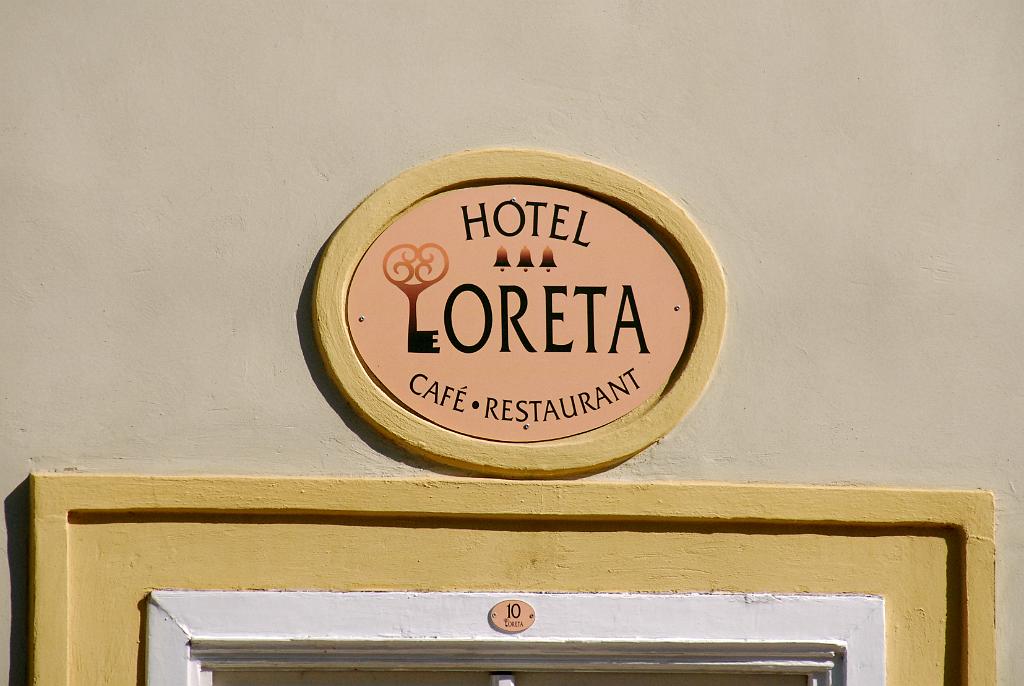 HOTEL
LORETA
CAFÉ • RESTAURANT
10
LORETA